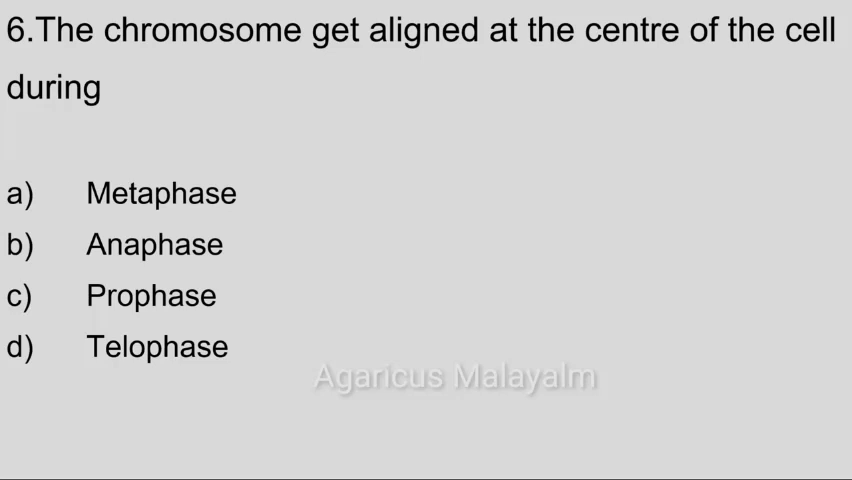 6.The chromosome get aligned at the centre of the cell
during
a) Metaphase
b) Anaphase
c) Prophase
d) Telophase
Agaricus Malayalm